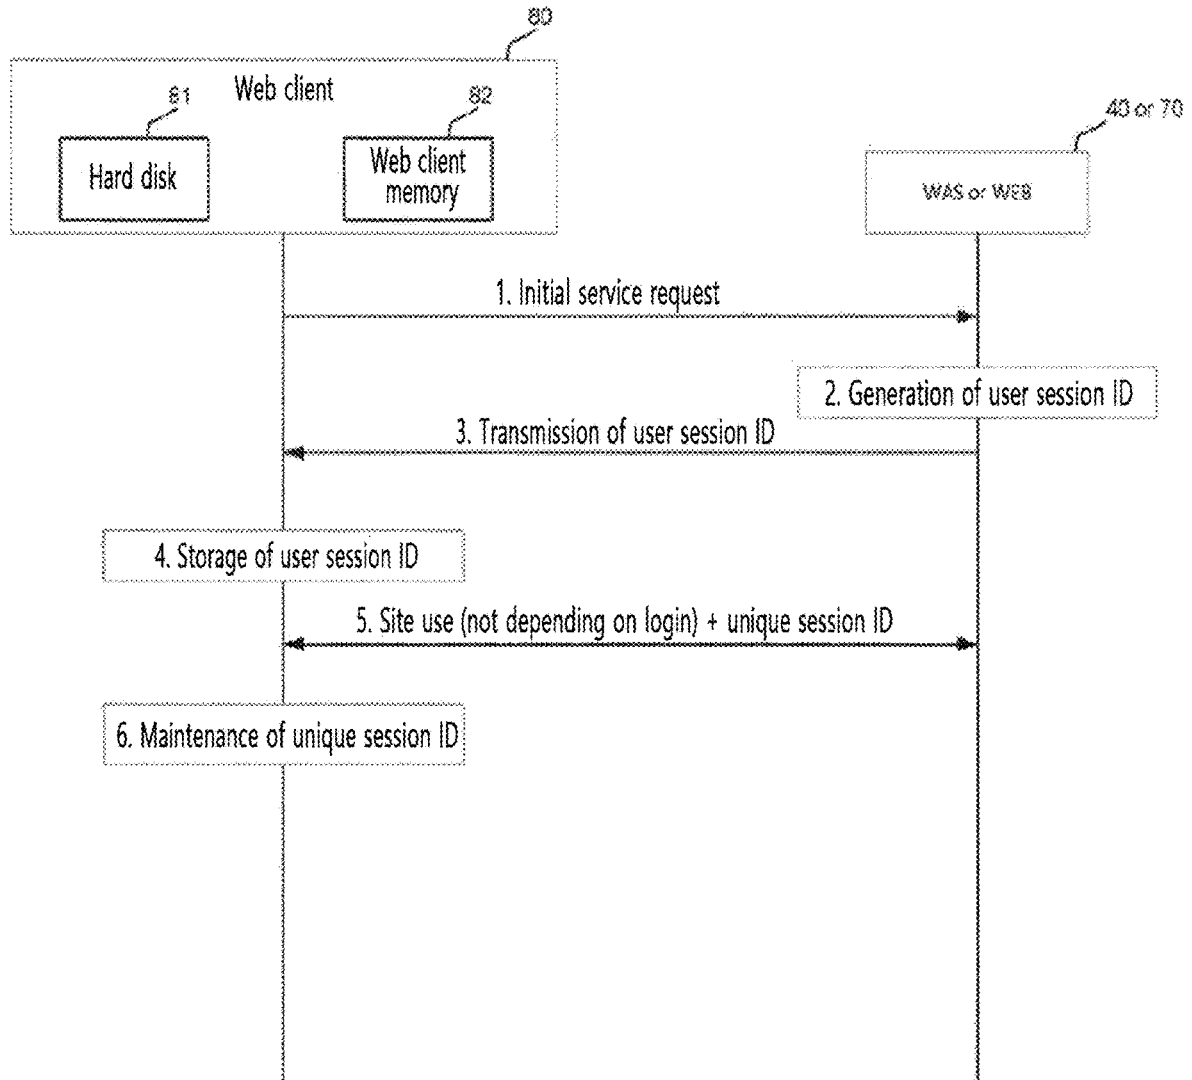 80
Web client
81
82
40 or 70
Hard disk
Web client
memory
WAS or WEB
1. Initial service request
2. Generation of user session ID
3. Transmission of user session ID
4. Storage of user session ID
5. Site use (not depending on login) + unique session ID
6. Maintenance of unique session ID